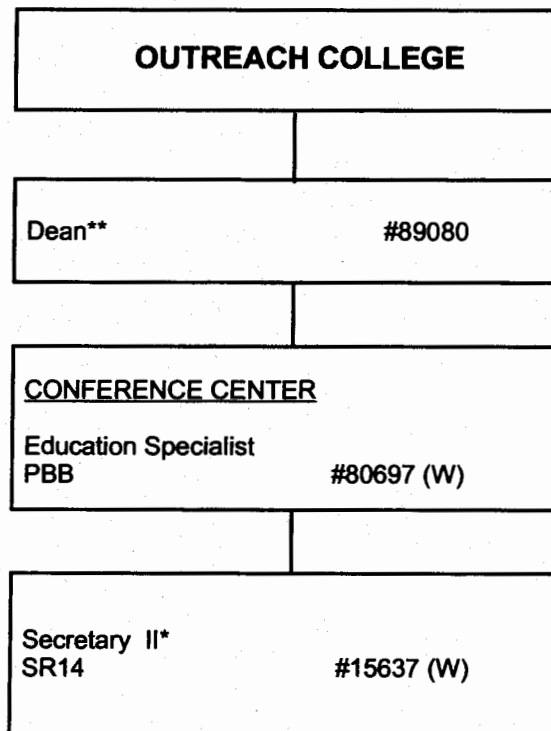 OUTREACH COLLEGE
Dean** #89080
CONFERENCE CENTER
Education Specialist
PBB #80697 (W)
Secretary II*
SR14 #15637 (W)